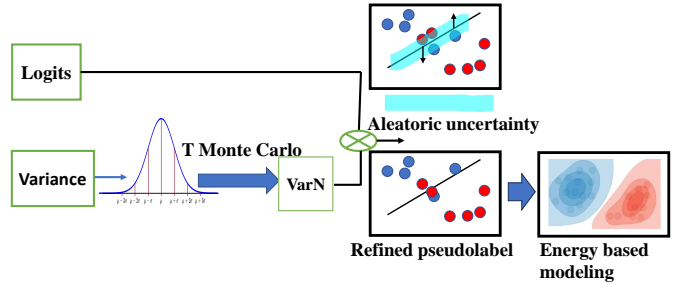 Logits
Aleatoric uncertainty
T Monte Carlo
Variance
VarN
Refined pseudolabel
Energy based
modeling